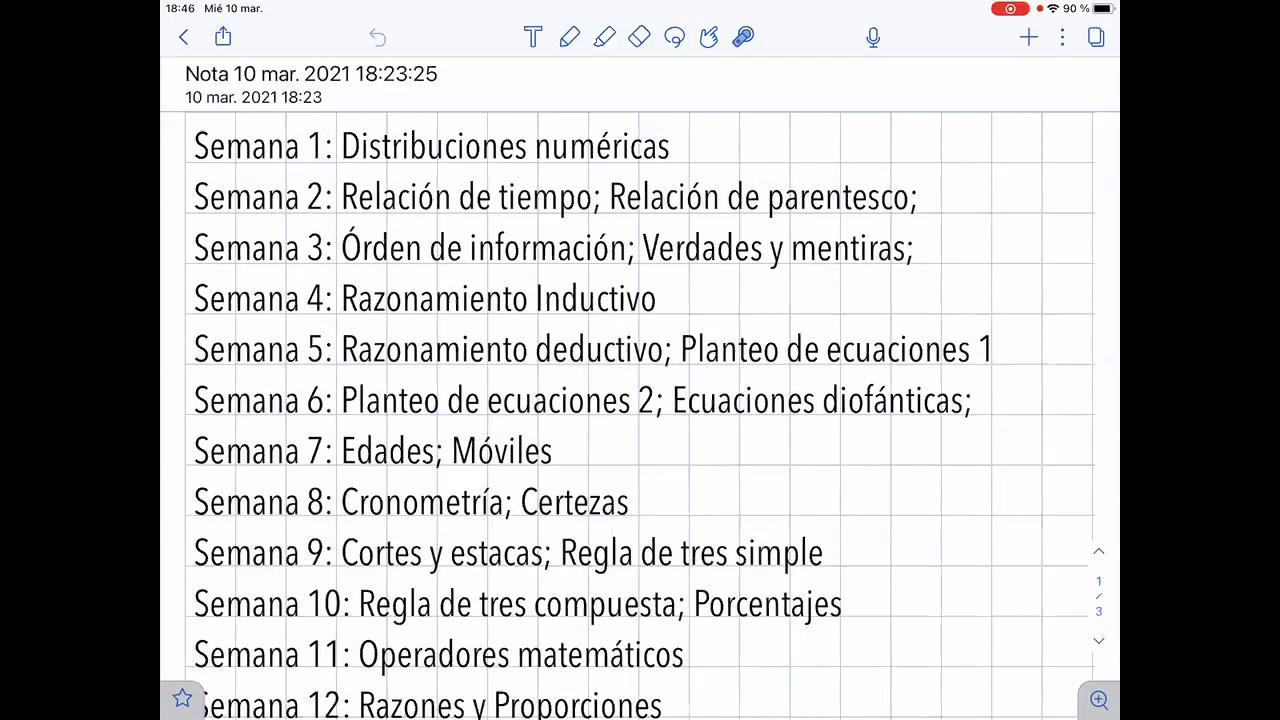 18:46 Mié 10 mar. 90 %
Nota 10 mar. 2021 18:23:25
10 mar. 2021 18:23
Semana 1: Distribuciones numéricas
Semana 2: Relación de tiempo; Relación de parentesco;
Semana 3: Órden de información; Verdades y mentiras;
Semana 4: Razonamiento Inductivo
Semana 5: Razonamiento deductivo; Planteo de ecuaciones 1
Semana 6: Planteo de ecuaciones 2; Ecuaciones diofánticas;
Semana 7: Edades; Móviles
Semana 8: Cronometría; Certezas
Semana 9: Cortes y estacas; Regla de tres simple
Semana 10: Regla de tres compuesta; Porcentajes
Semana 11: Operadores matemáticos
Semana 12: Razones y Proporciones
1
/
3